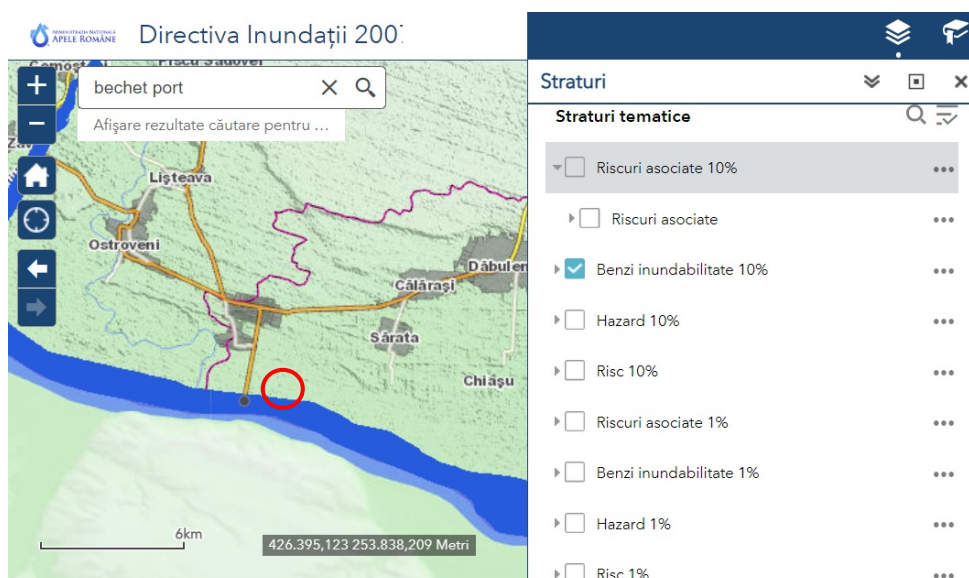 ADMINISTRAȚIA NAȚIONALĂ
APELE ROMÂNE
Directiva Inundații 2007
bechet port
Afișare rezultate căutare pentru ...
Lișteava
Ostroveni
Dăbulen
Călărași
Sărata
Chiașu
6km
426.395,123 253.838,209 Metri
Straturi
Straturi tematice
Riscuri asociate 10%
Riscuri asociate
Benzi inundabilitate 10%
Hazard 10%
Risc 10%
Riscuri asociate 1%
Benzi inundabilitate 1%
Hazard 1%
Risc 1%